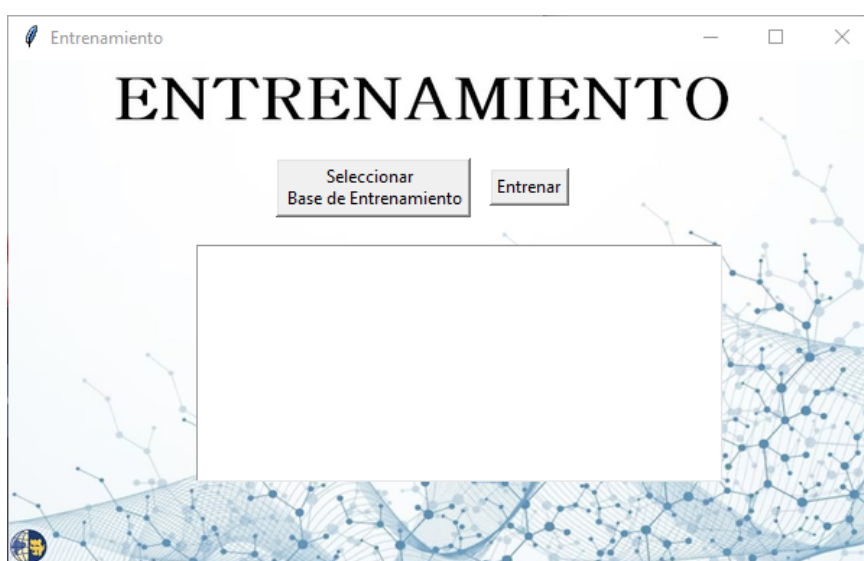 Entrenamiento
ENTRENAMIENTO
Seleccionar
Base de Entrenamiento
Entrenar